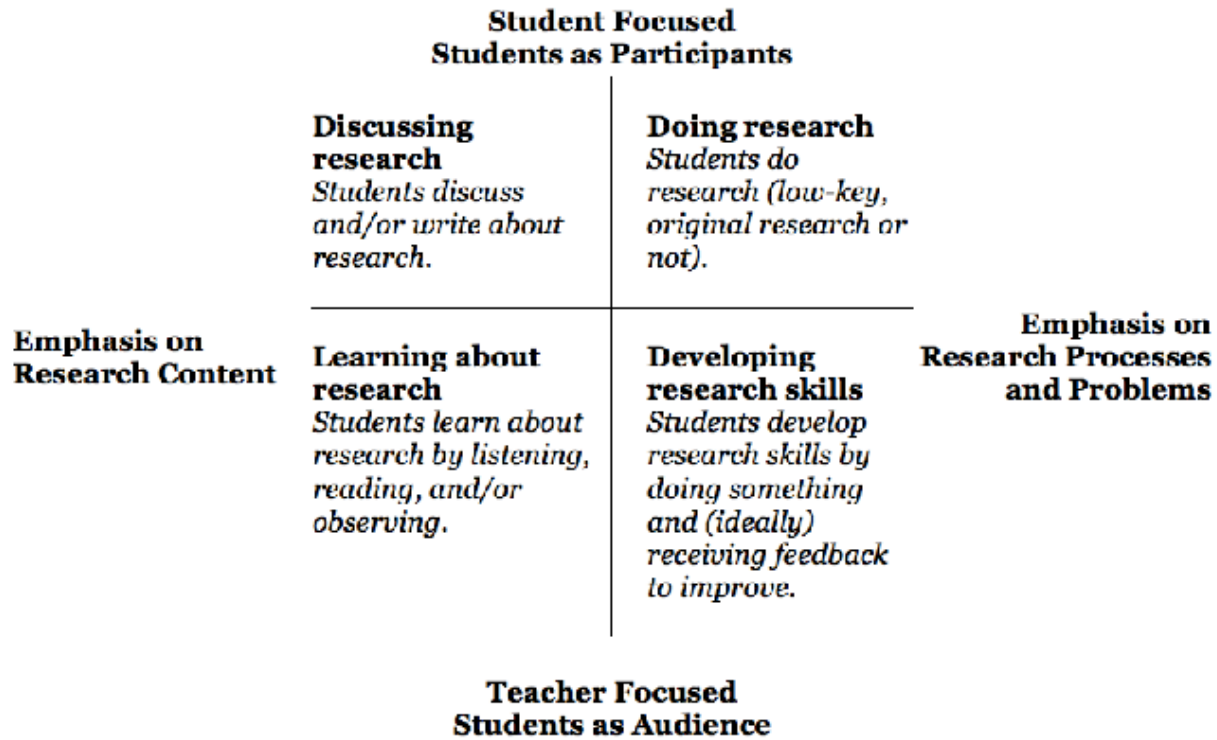 Student Focused
Students as Participants
Discussing
research
Students discuss
and/or write about
research.
Doing research
Students do
research (low-key,
original research or
not).
Emphasis on
Research Content
Learning about
research
Students learn about
research by listening,
reading, and/or
observing.
Developing
research skills
Students develop
research skills by
doing something
and (ideally)
receiving feedback
to improve.
Emphasis on
Research Processes
and Problems
Teacher Focused
Students as Audience